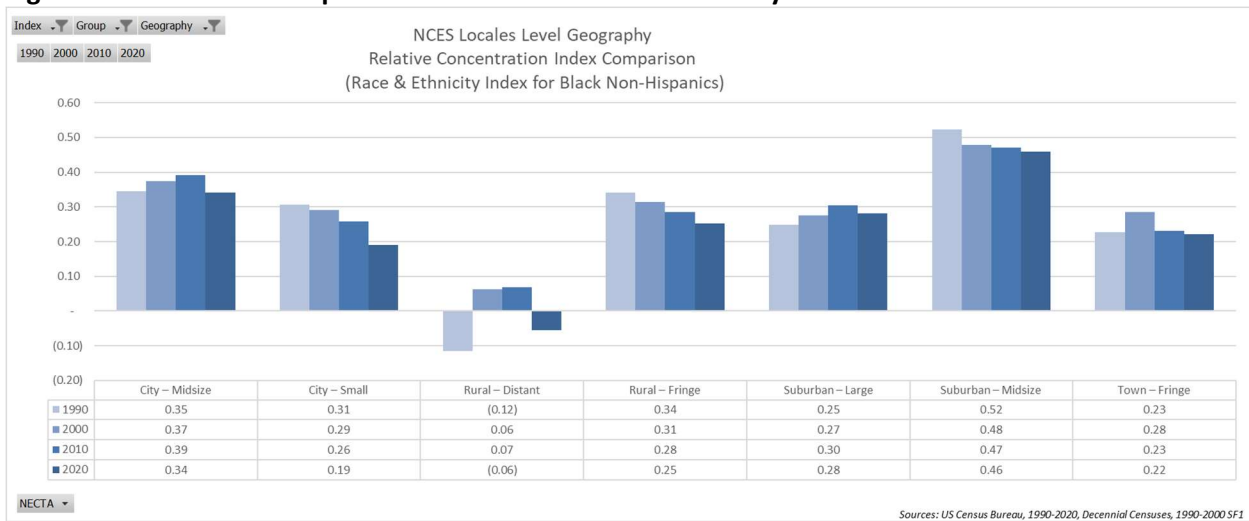 Index Group Geography
1990 2000 2010 2020
NCES Locales Level Geography
Relative Concentration Index Comparison
(Race & Ethnicity Index for Black Non-Hispanics)
0.60
0.50
0.40
0.30
0.20
0.10
-
(0.10)
(0.20)
City – Midsize City – Small Rural – Distant Rural – Fringe Suburban – Large Suburban – Midsize Town – Fringe
1990 0.35 0.31 (0.12) 0.34 0.25 0.52 0.23
2000 0.37 0.29 0.06 0.31 0.27 0.48 0.28
2010 0.39 0.26 0.07 0.28 0.30 0.47 0.23
2020 0.34 0.19 (0.06) 0.25 0.28 0.46 0.22
NECTA
Sources: US Census Bureau, 1990-2020, Decennial Censuses, 1990-2000 SF1